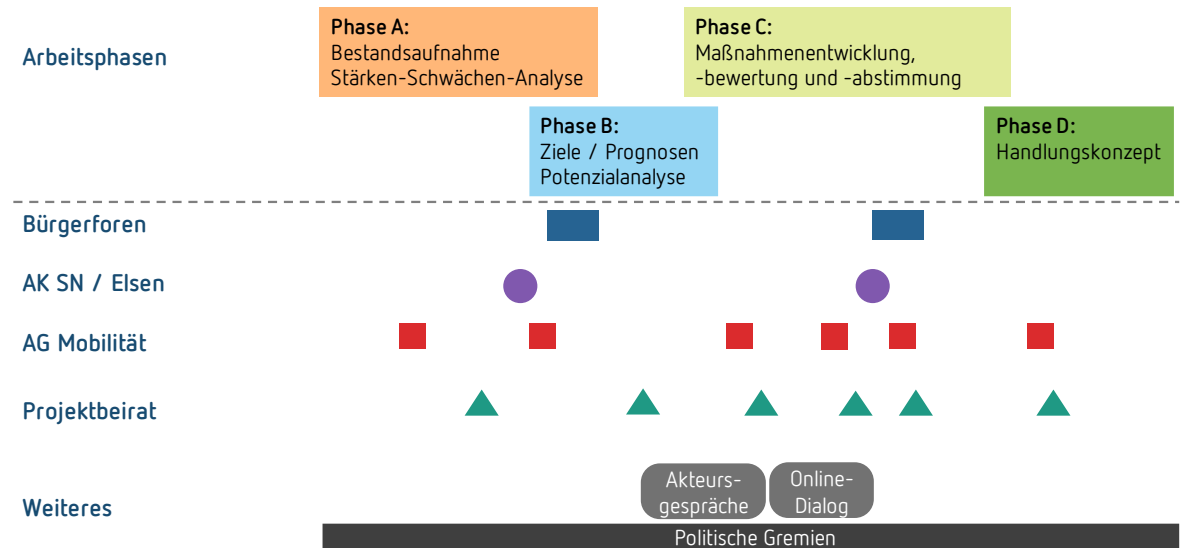 Arbeitsphasen
Phase A:
Bestandsaufnahme
Stärken-Schwächen-Analyse
Phase C:
Maßnahmenentwicklung,
-bewertung und -abstimmung
Phase B:
Ziele / Prognosen
Potenzialanalyse
Phase D:
Handlungskonzept
Bürgerforen
AK SN / Elsen
AG Mobilität
Projektbeirat
Weiteres
Akteurs-
gespräche
Online-
Dialog
Politische Gremien